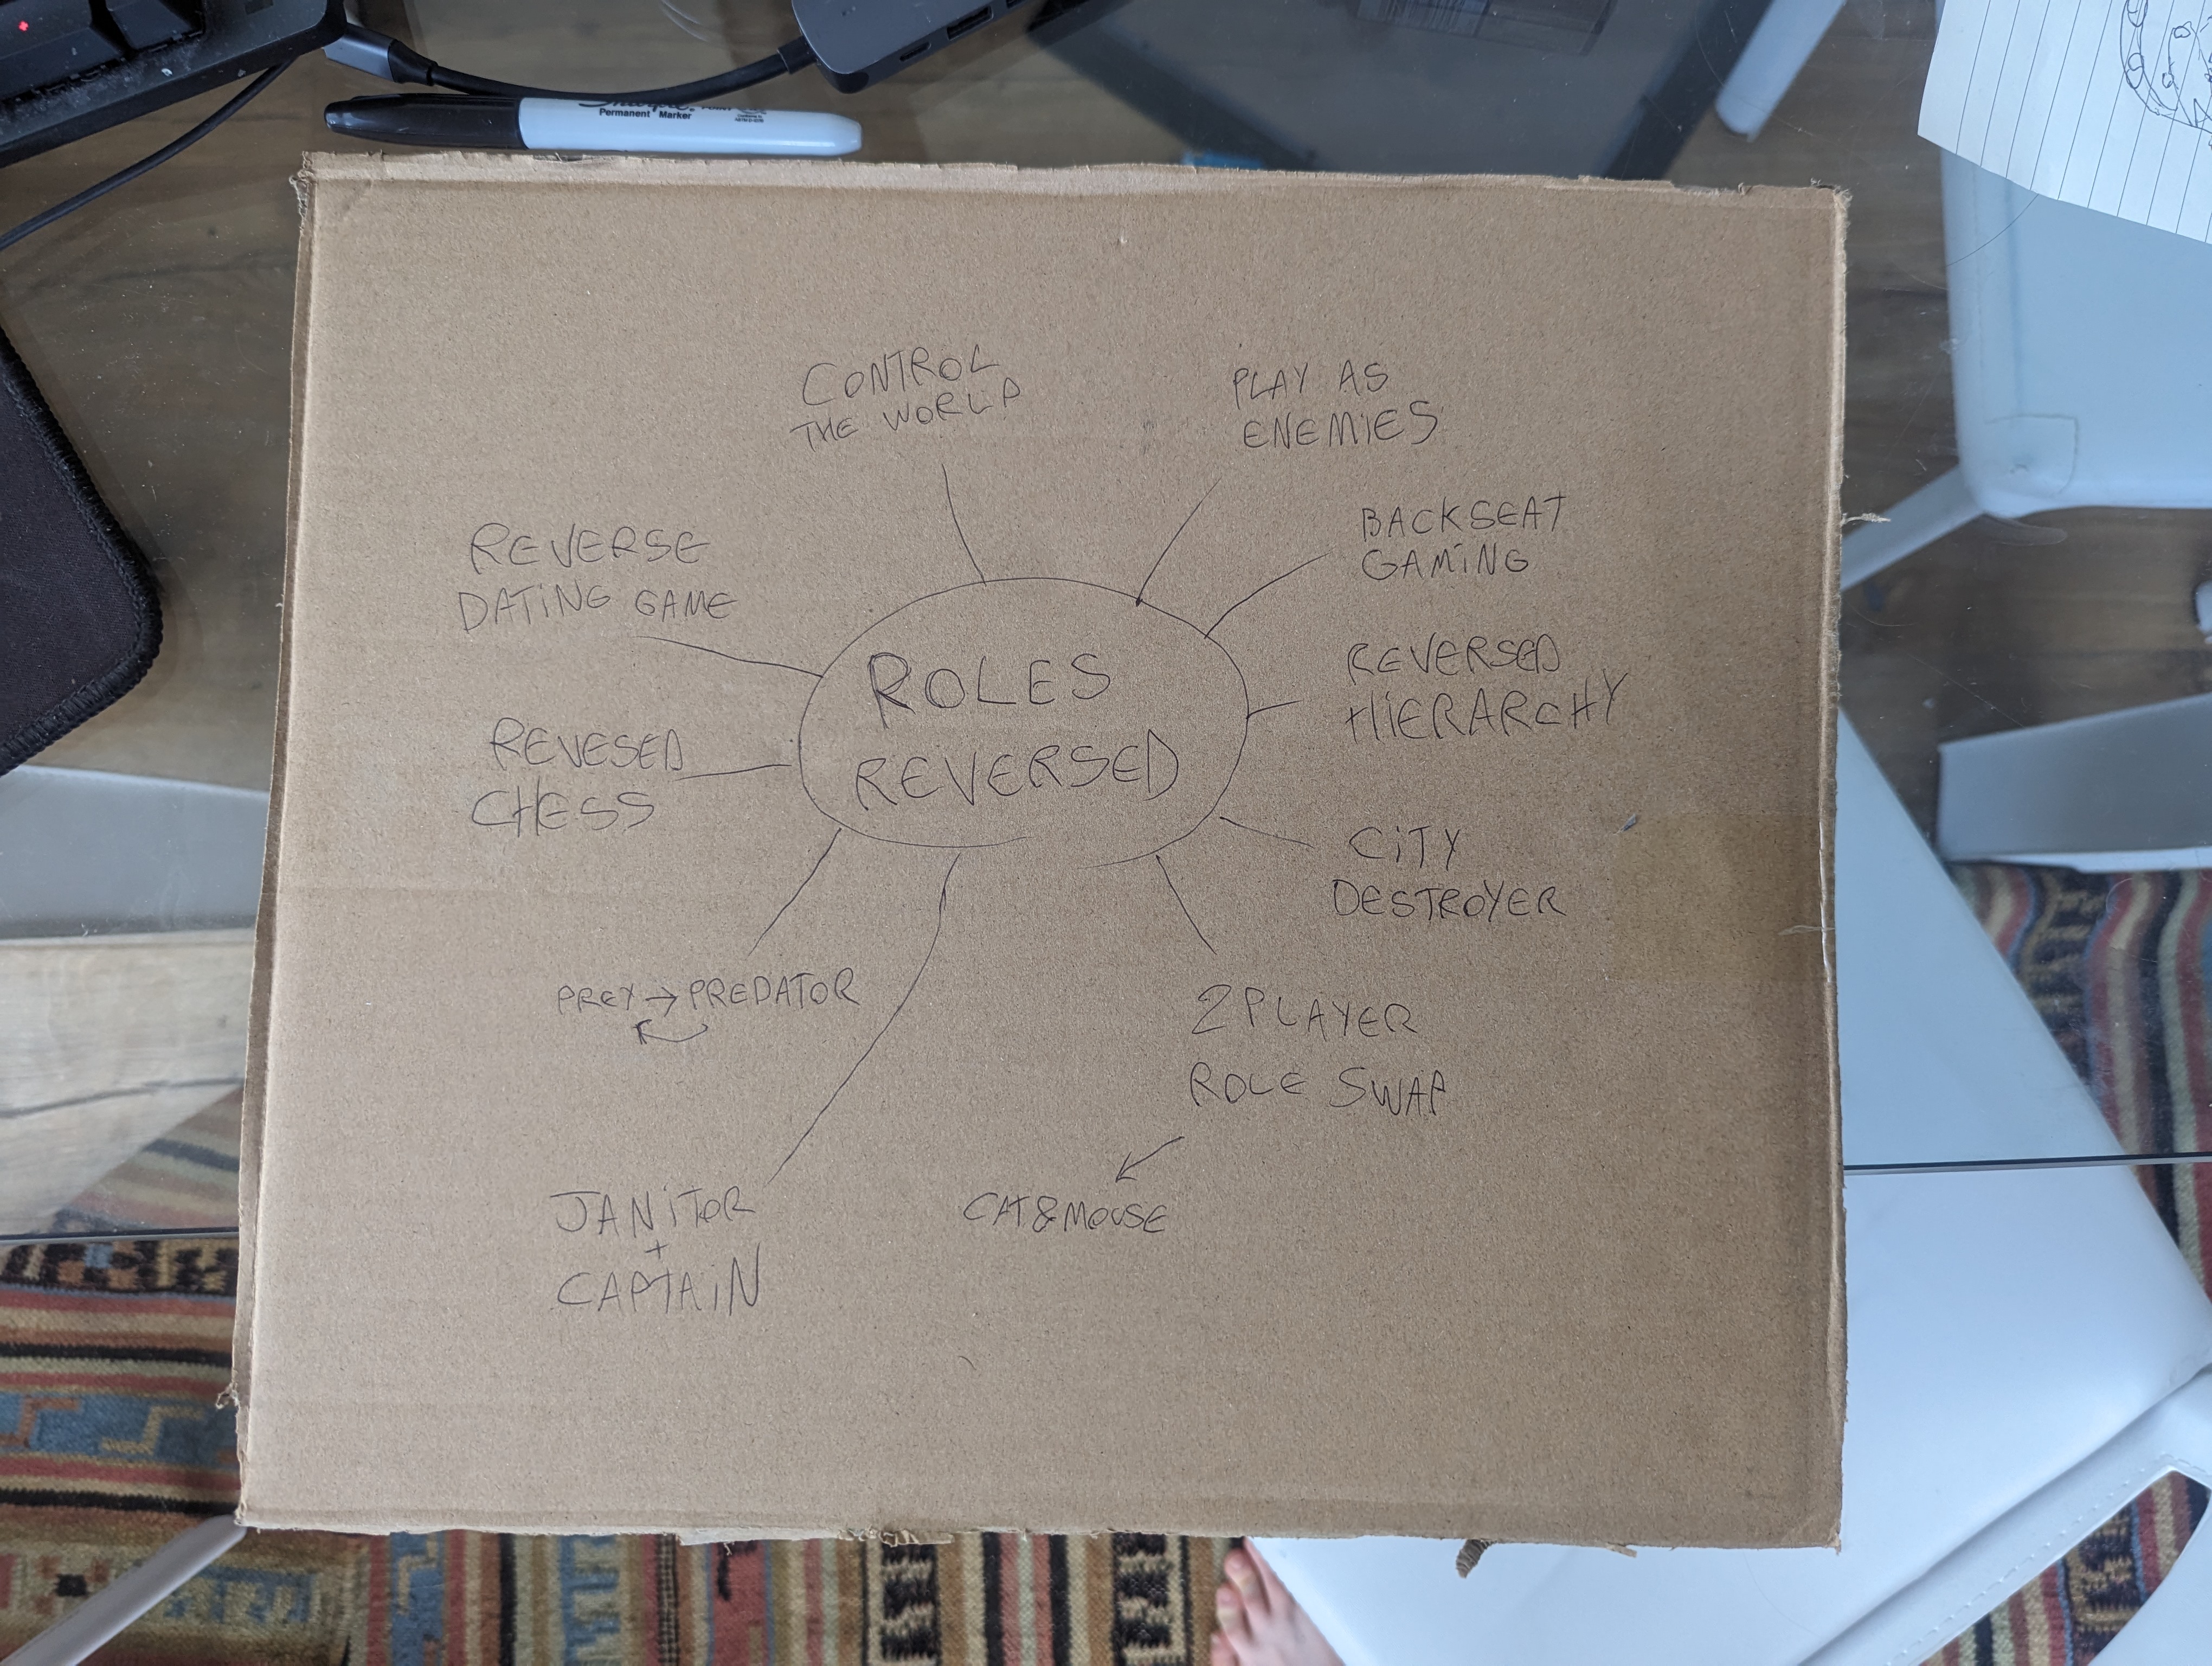 Permanent Marker
CONTROL
THE WORLD
PLAY AS
ENEMIES
BACKSEAT
GAMING
REVERSE
DATING GAME
REVERSED
HIERARCHY
ROLES
REVERSED
REVESED
CHESS
CITY
DESTROYER
PREY → PREDATOR
2 PLAYER
ROLE SWAP
CAT & MOUSE
JANITOR
+
CAPTAIN